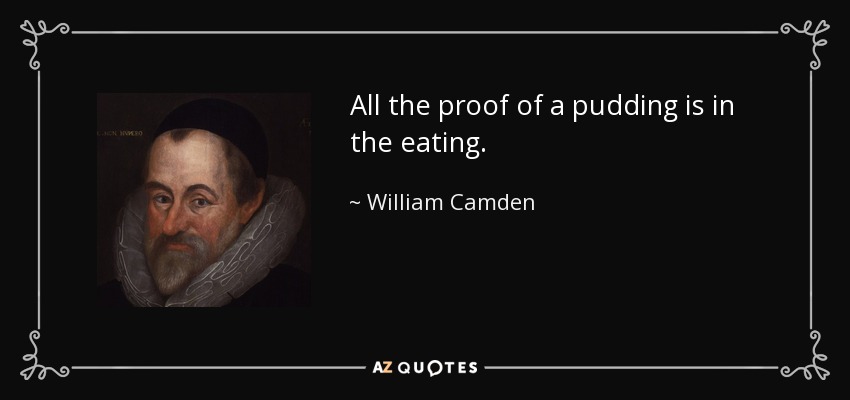 All the proof of a pudding is in
the eating.
~ William Camden
AZ QUOTES